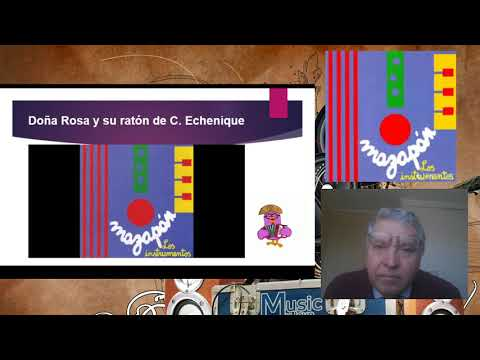 Doña Rosa y su ratón de C. Echenique
mazapán
Los
instrumentos
mazapán
Los
instrumentos
Music